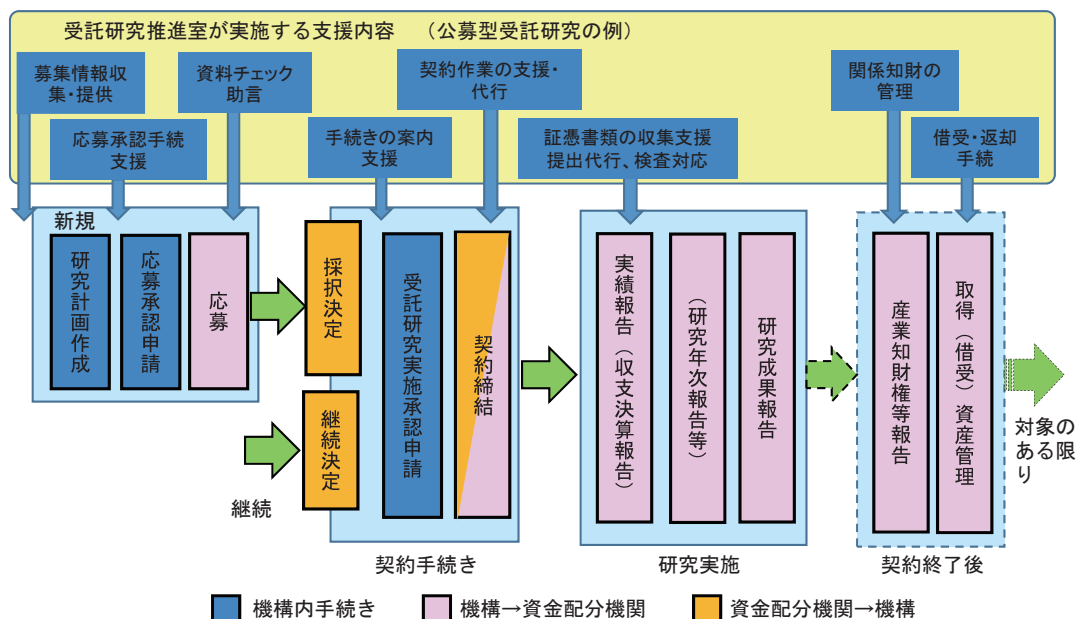 受託研究推進室が実施する支援内容　（公募型受託研究の例）
募集情報収
集・提供
資料チェック
助言
契約作業の支援・
代行
関係知財の
管理
応募承認手続
支援
手続きの案内
支援
証憑書類の収集支援
提出代行、検査対応
借受・返却
手続
新規
研究計画作成
応募承認申請
応募
採択決定
継続決定
継続
受託研究実施承認申請
契約締結
契約手続き
実績報告（収支決算報告）
（研究年次報告等）
研究成果報告
研究実施
産業知財権等報告
取得（借受）資産管理
契約終了後
対象の
ある限
り
機構内手続き
機構→資金配分機関
資金配分機関→機構